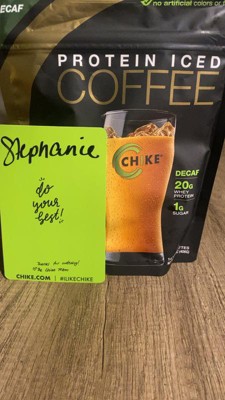 DECAF
no artificial colors or f
PROTEIN ICED
COFFEE
Stephanie
"do
your
best!"
CHIKE
DECAF
20G
WHEY
PROTEIN
1G
SUGAR
CHIKE.COM | #ILIKECHIKE